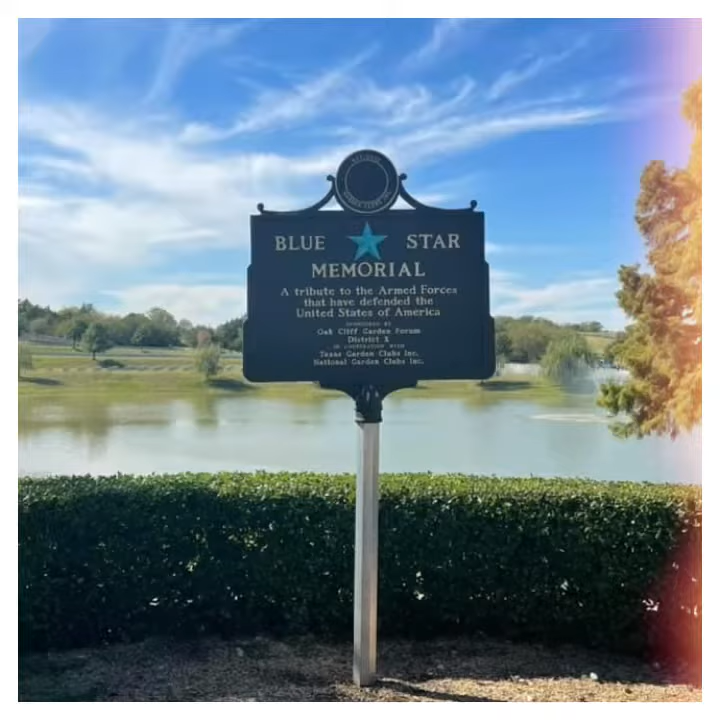 BLUE STAR
MEMORIAL
A tribute to the Armed Forces
that have defended the
United States of America
SPONSORED BY
Oak Cliff Garden Forum
District X
IN COOPERATION WITH
Texas Garden Clubs Inc.
National Garden Clubs Inc.